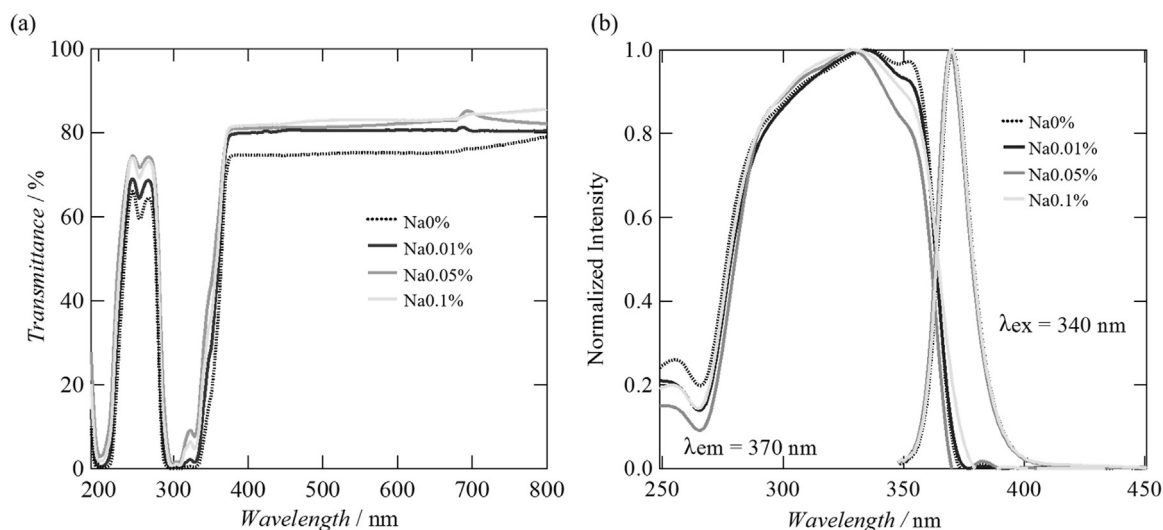 (a)
100
80
60
40
20
0
Transmittance / %
Na0%
Na0.01%
Na0.05%
Na0.1%
200 300 400 500 600 700 800
Wavelength / nm
(b)
1.0
0.8
0.6
0.4
0.2
0.0
Normalized Intensity
Na0%
Na0.01%
Na0.05%
Na0.1%
λex = 340 nm
λem = 370 nm
250 300 350 400 450
Wavelength / nm